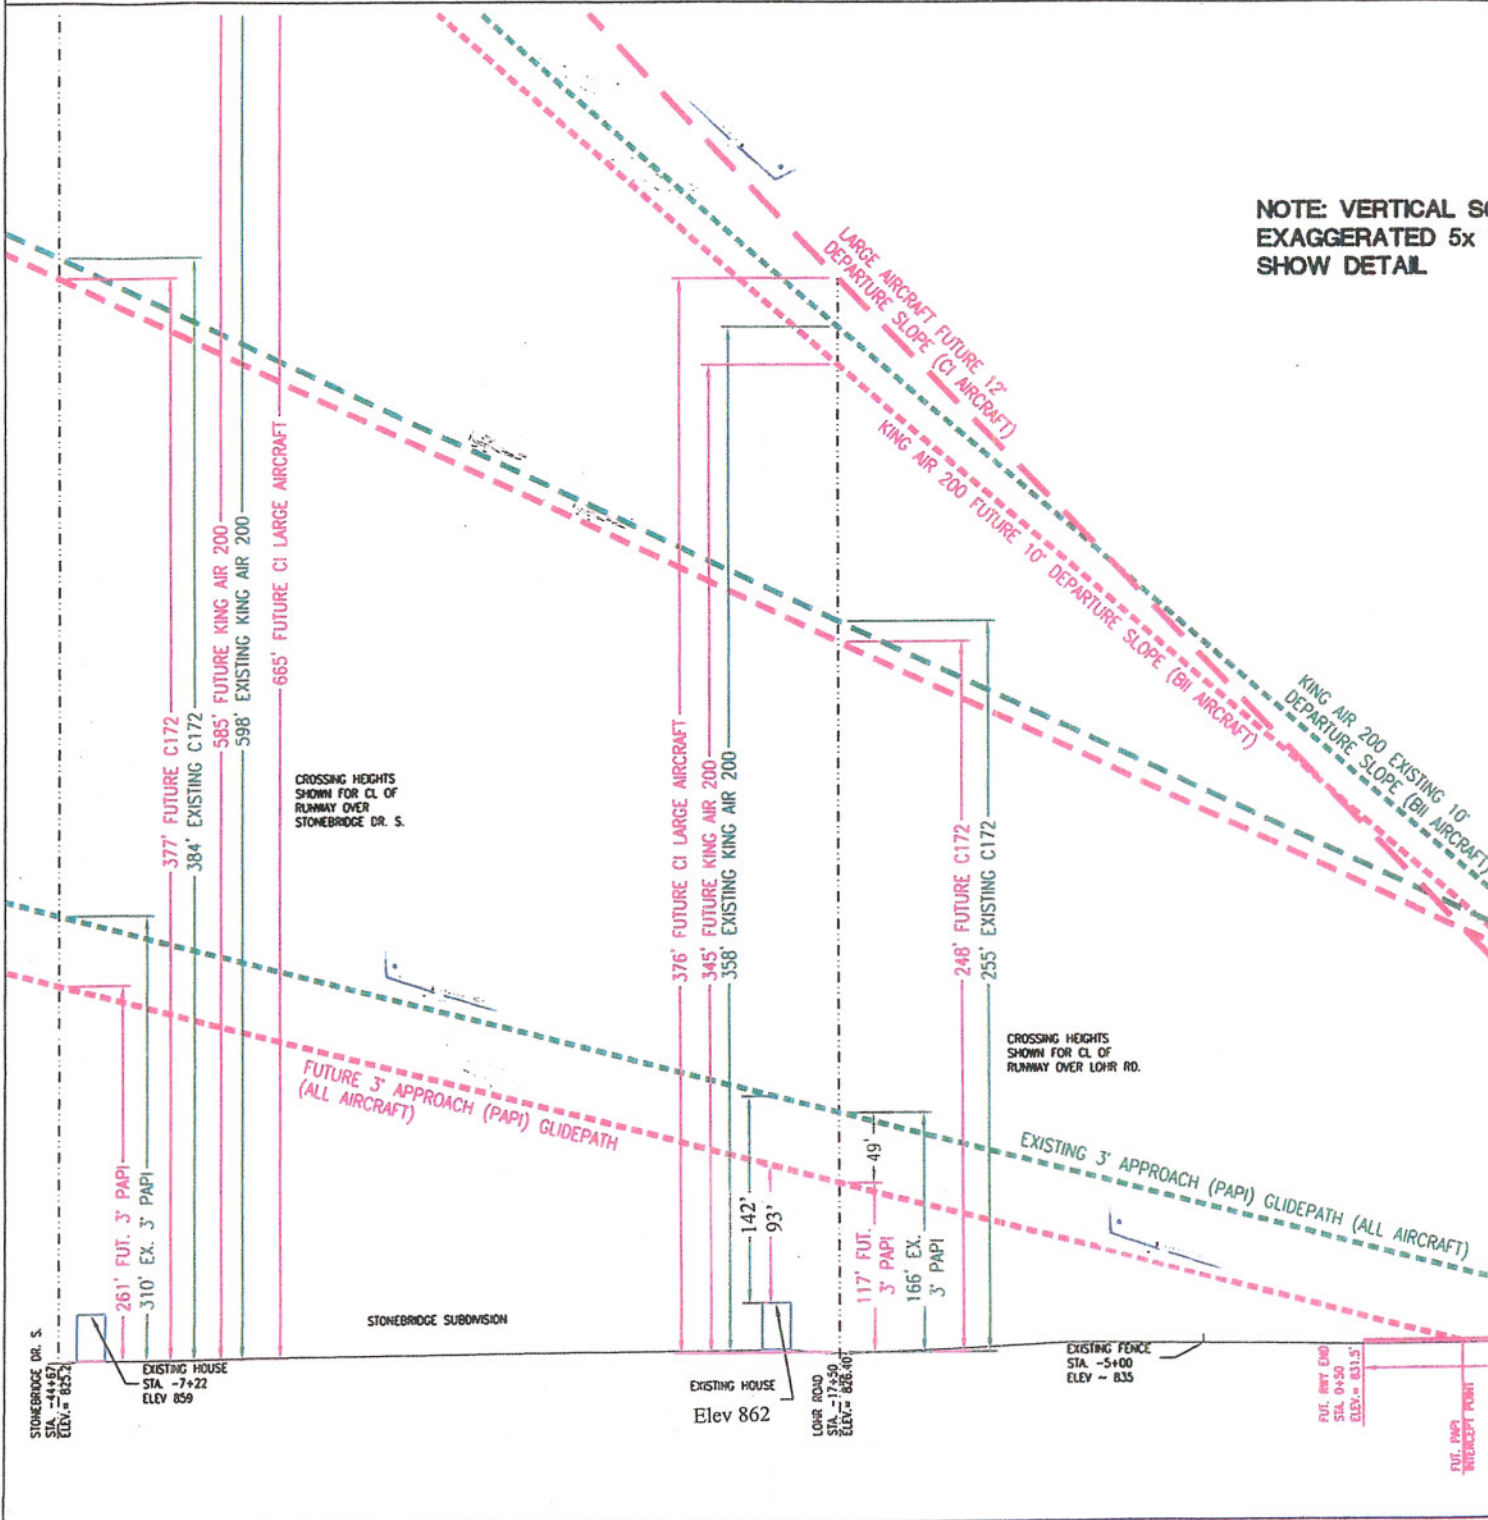 NOTE: VERTICAL
EXAGGERATED 5x
SHOW DETAIL
LARGE AIRCRAFT FUTURE 12°
DEPARTURE SLOPE (CI AIRCRAFT)
KING AIR 200 FUTURE 10° DEPARTURE SLOPE (BII AIRCRAFT)
KING AIR 200 EXISTING 10°
DEPARTURE SLOPE (BII AIRCRAFT)
377' FUTURE C172
384' EXISTING C172
585' FUTURE KING AIR 200
598' EXISTING KING AIR 200
665' FUTURE CI LARGE AIRCRAFT
CROSSING HEIGHTS
SHOWN FOR CL OF
RUNWAY OVER
STONEBRIDGE DR. S.
376' FUTURE CI LARGE AIRCRAFT
345' FUTURE KING AIR 200
358' EXISTING KING AIR 200
248' FUTURE C172
255' EXISTING C172
CROSSING HEIGHTS
SHOWN FOR CL OF
RUNWAY OVER LOHR RD.
FUTURE 3° APPROACH (PAPI) GLIDEPATH
(ALL AIRCRAFT)
EXISTING 3° APPROACH (PAPI) GLIDEPATH (ALL AIRCRAFT)
261' FUT. 3° PAPI
310' EX. 3° PAPI
142'
93'
49'
117' FUT.
3° PAPI
166' EX.
3° PAPI
STONEBRIDGE SUBDIVISION
STONEBRIDGE DR. S.
STA. -44+67
ELEV.= 825.2'
EXISTING HOUSE
STA. -7+22
ELEV 859
EXISTING HOUSE
Elev 862
LOHR ROAD
STA. -17+50
ELEV.= 826.40'
EXISTING FENCE
STA. -5+00
ELEV ~ 835
FUT. RWY END
STA. 0+50
ELEV.= 831.5'
FUT. PAPI
INTERCEPT POINT